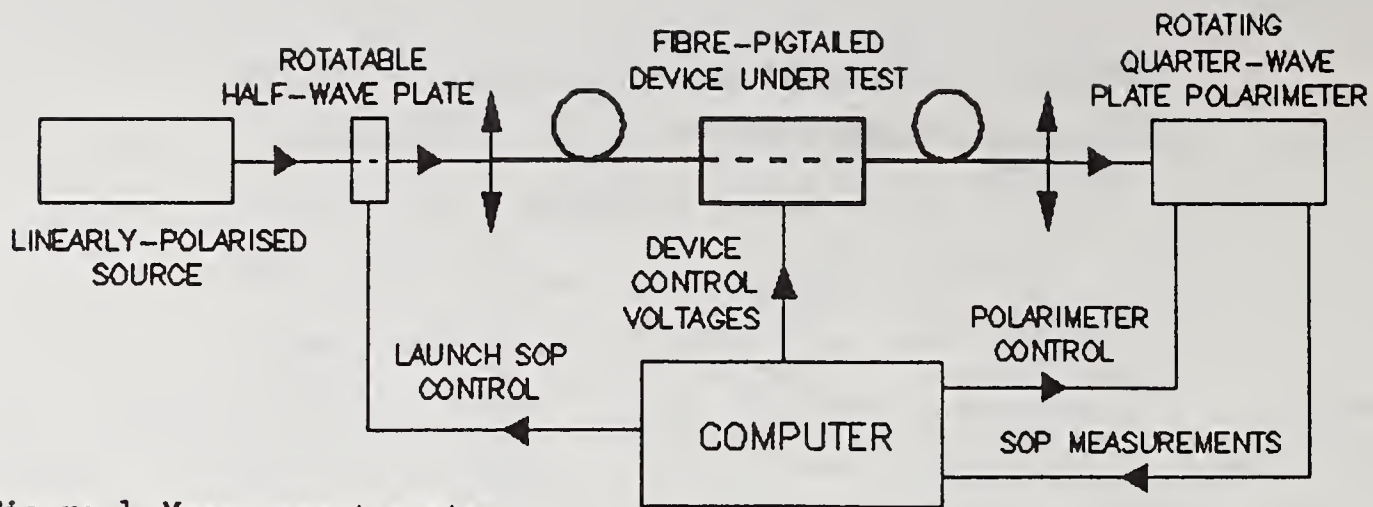 ROTATABLE
HALF-WAVE PLATE
FIBRE-PIGTAILED
DEVICE UNDER TEST
ROTATING
QUARTER-WAVE
PLATE POLARIMETER
LINEARLY-POLARISED
SOURCE
DEVICE
CONTROL
VOLTAGES
LAUNCH SOP
CONTROL
POLARIMETER
CONTROL
COMPUTER
SOP MEASUREMENTS